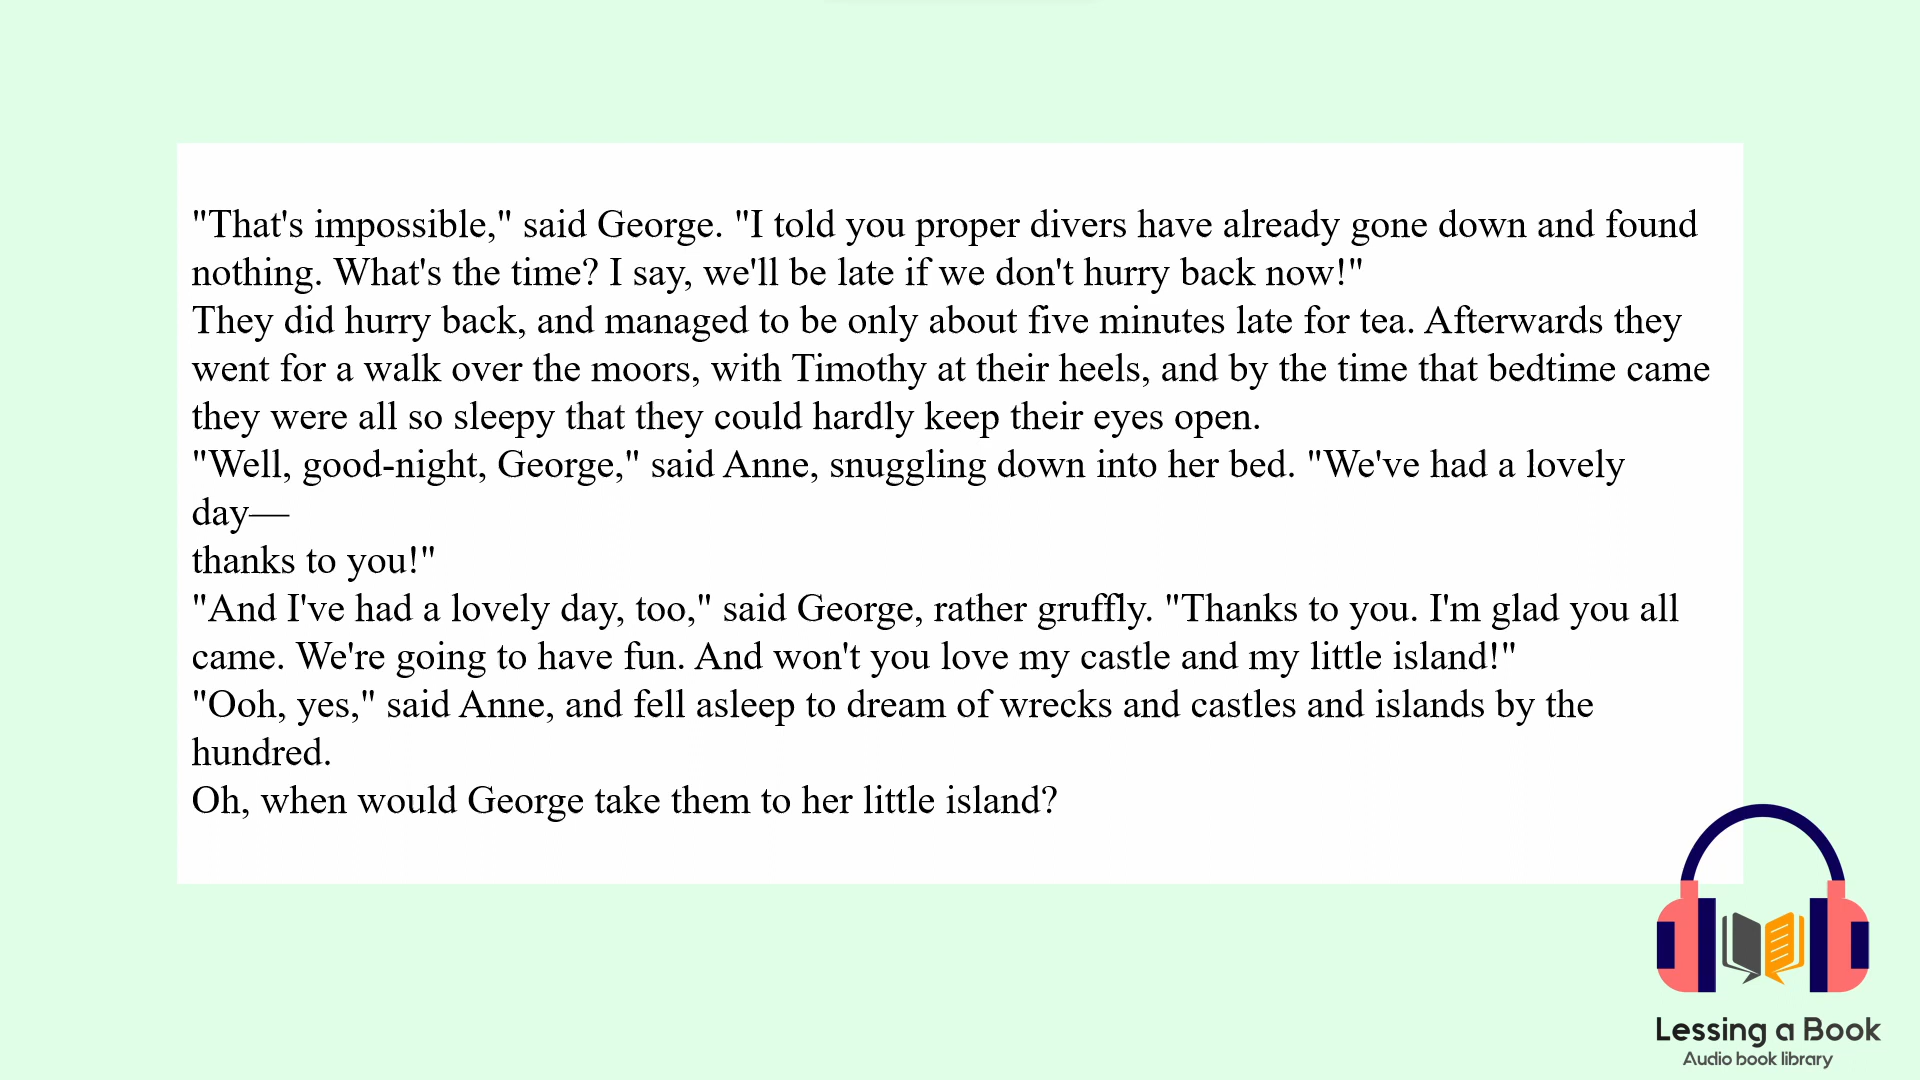 "That's impossible," said George. "I told you proper divers have already gone down and found
nothing. What's the time? I say, we'll be late if we don't hurry back now!"
They did hurry back, and managed to be only about five minutes late for tea. Afterwards they
went for a walk over the moors, with Timothy at their heels, and by the time that bedtime came
they were all so sleepy that they could hardly keep their eyes open.
"Well, good-night, George," said Anne, snuggling down into her bed. "We've had a lovely
day—
thanks to you!"
"And I've had a lovely day, too," said George, rather gruffly. "Thanks to you. I'm glad you all
came. We're going to have fun. And won't you love my castle and my little island!"
"Ooh, yes," said Anne, and fell asleep to dream of wrecks and castles and islands by the
hundred.
Oh, when would George take them to her little island?
Lessing a Book
Audio book library